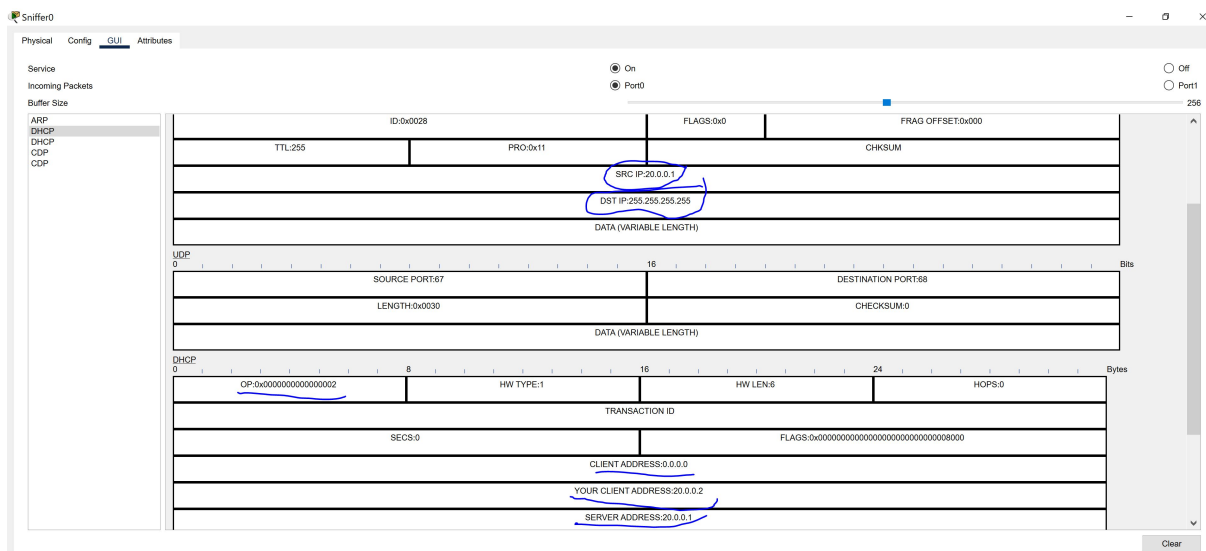 Sniffer0
Physical Config GUI Attributes
Service On Off
Incoming Packets Port0 Port1
Buffer Size 256
ARP
DHCP
DHCP
CDP
CDP
ID:0x0028 FLAGS:0x0 FRAG OFFSET:0x000
TTL:255 PRO:0x11 CHKSUM
SRC IP:20.0.0.1
DST IP:255.255.255.255
DATA (VARIABLE LENGTH)
UDP
0 16 Bits
SOURCE PORT:67 DESTINATION PORT:68
LENGTH:0x0030 CHECKSUM:0
DATA (VARIABLE LENGTH)
DHCP
0 8 16 24 Bytes
OP:0x0000000000000002 HW TYPE:1 HW LEN:6 HOPS:0
TRANSACTION ID
SECS:0
CLIENT ADDRESS:0.0.0.0
YOUR CLIENT ADDRESS:20.0.0.2
SERVER ADDRESS:20.0.0.1
Clear